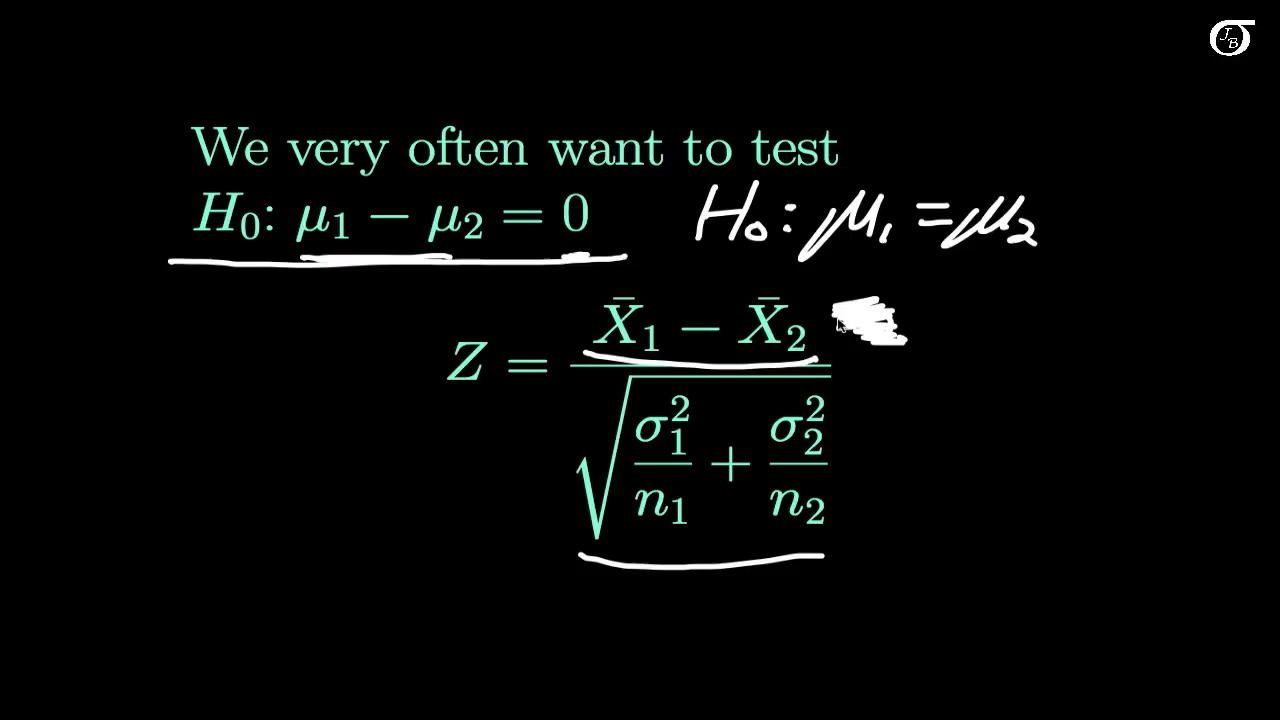 JB
We very often want to test
H₀: μ₁ − μ₂ = 0
H₀: μ₁ = μ₂
Z = (X̄₁ − X̄₂) / √(σ₁²/n₁ + σ₂²/n₂)